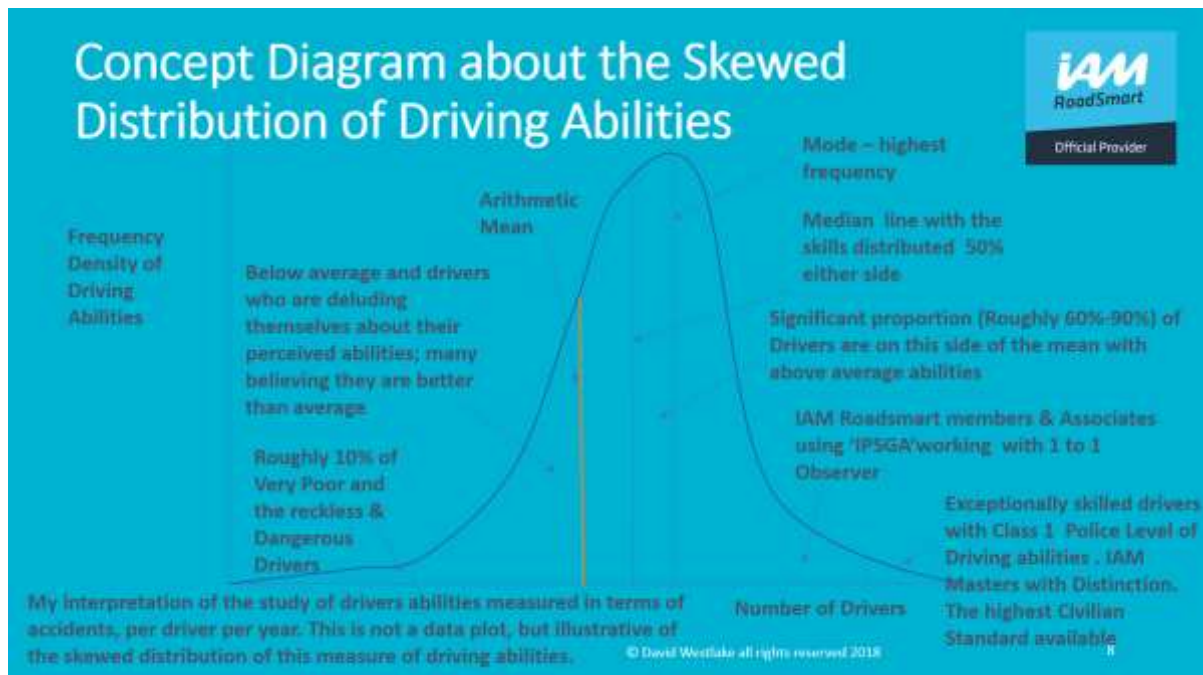 Concept Diagram about the Skewed
Distribution of Driving Abilities
iAM
RoadSmart
Official Provider
Mode – highest
frequency
Arithmetic
Mean
Median line with the
skills distributed 50%
either side
Frequency
Density of
Driving
Abilities
Below average and drivers
who are deluding
themselves about their
perceived abilities; many
believing they are better
than average
Significant proportion (Roughly 60%-90%) of
Drivers are on this side of the mean with
above average abilities
IAM Roadsmart members & Associates
using 'IPSGA'working with 1 to 1
Observer
Roughly 10% of
Very Poor and
the reckless &
Dangerous
Drivers
Exceptionally skilled drivers
with Class 1 Police Level of
Driving abilities . IAM
Masters with Distinction.
The highest Civilian
Standard available
My interpretation of the study of drivers abilities measured in terms of
accidents, per driver per year. This is not a data plot, but illustrative of
the skewed distribution of this measure of driving abilities.
Number of Drivers
© David Westlake all rights reserved 2018
8